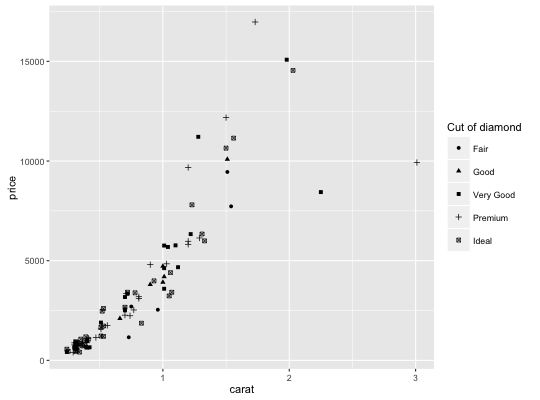 15000
10000
5000
0
price
1 2 3
carat
Cut of diamond
Fair
Good
Very Good
Premium
Ideal